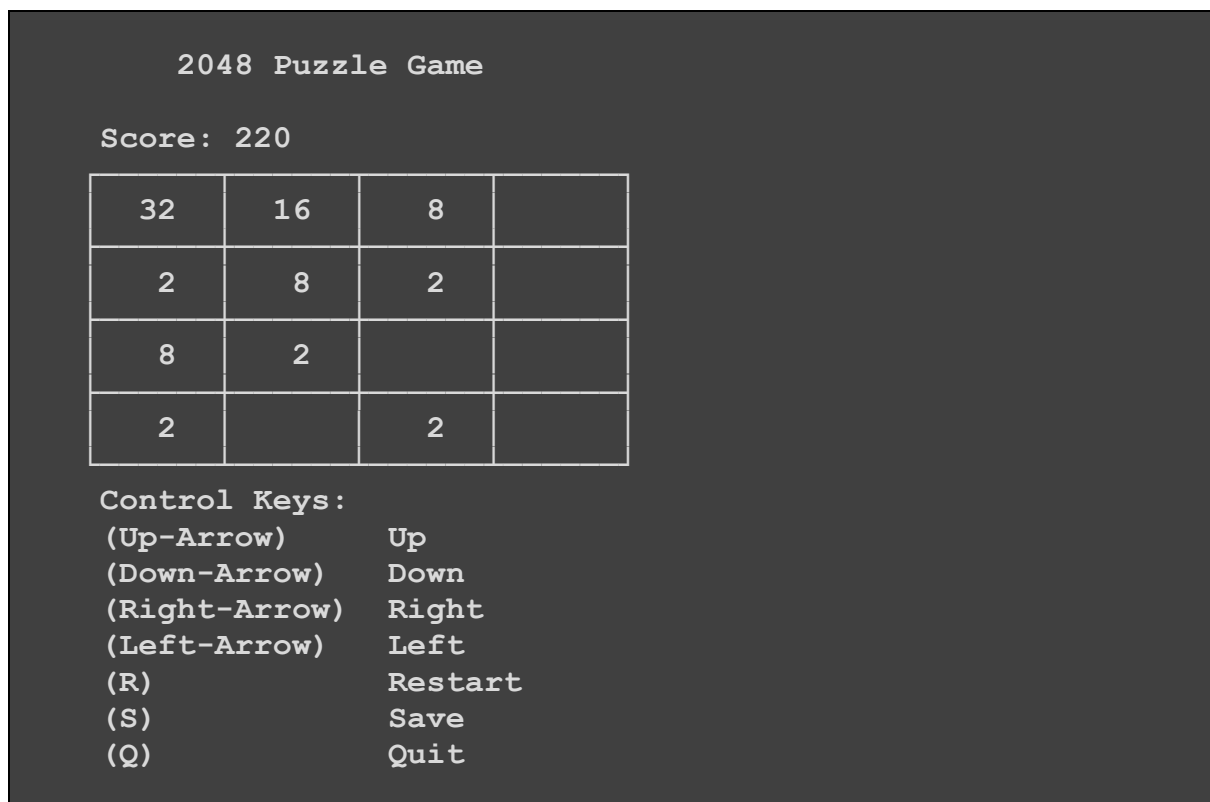 2048 Puzzle Game
Score: 220
32 16 8
2 8 2
8 2
2 2
Control Keys:
(Up-Arrow) Up
(Down-Arrow) Down
(Right-Arrow) Right
(Left-Arrow) Left
(R) Restart
(S) Save
(Q) Quit